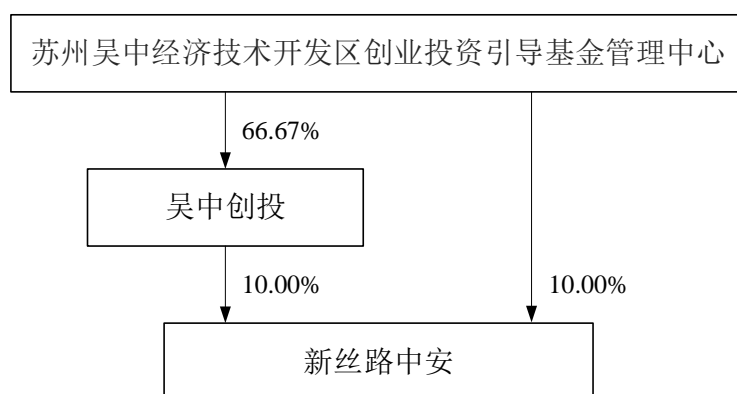 苏州吴中经济技术开发区创业投资引导基金管理中心
66.67%
吴中创投
10.00%
10.00%
新丝路中安